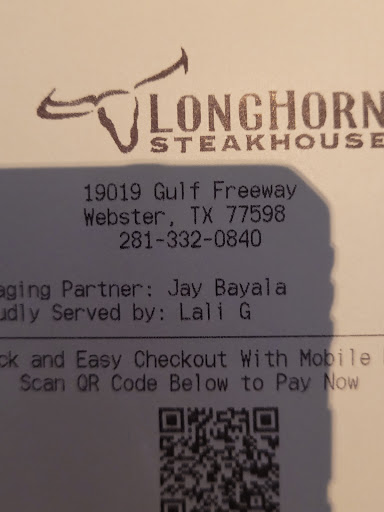 LONGHORN
STEAKHOUSE
19019 Gulf Freeway
Webster, TX 77598
281-332-0840
aging Partner: Jay Bayala
udly Served by: Lali G
ck and Easy Checkout With Mobile
Scan QR Code Below to Pay Now